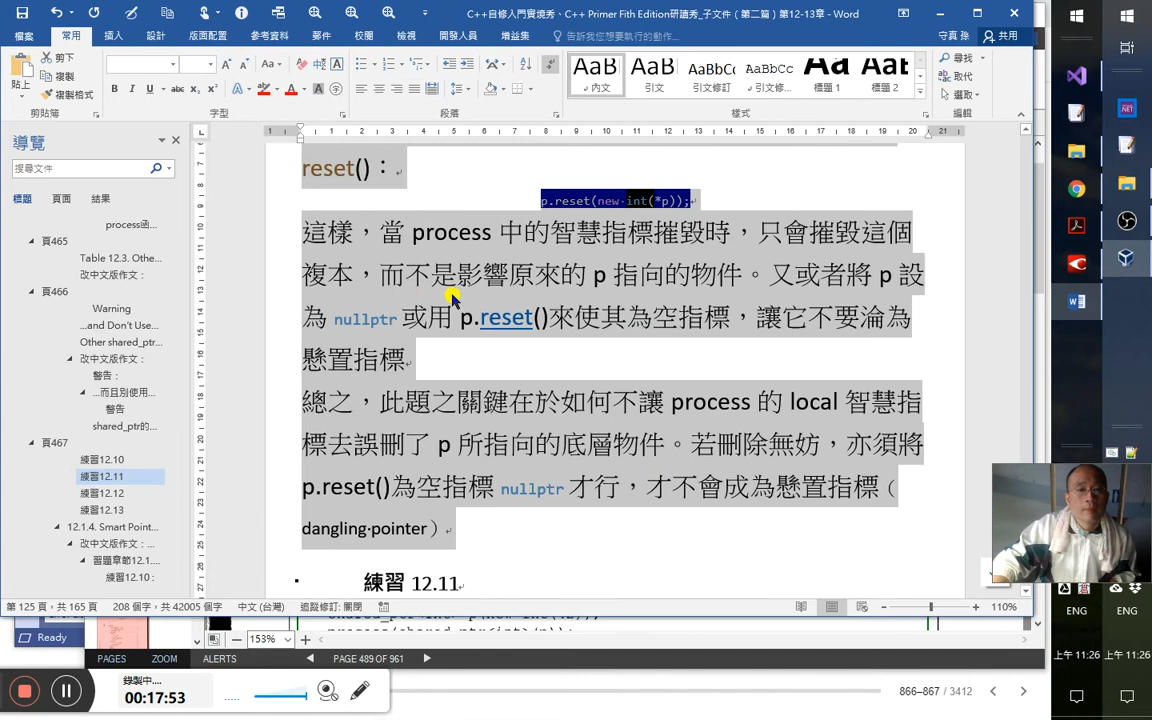 C++自修入門實境秀、C++ Primer Fith Edition研讀秀_子文件（第二篇）第12-13章 - Word
檔案 常用 插入 設計 版面配置 參考資料 郵件 校閱 檢視 開發人員 增益集 告訴我您想要執行的動作... 守真 孫 共用
貼上 剪下 複製 複製格式
AaB AaB AaBbCc AaBbCc AaB AaB
內文 引文 引文修訂 引文修... 標題 1 標題 2
尋找 取代 選取
剪貼簿 字型 段落 樣式 編輯
導覽
搜尋文件
標題 頁面 結果
process函...
頁465
Table 12.3. Othe...
改中文版作文：
頁466
Warning
...and Don't Use...
Other shared_ptr...
改中文版作文：
警告：
...而且別使用...
警告
shared_ptr的...
頁467
練習12.10
練習12.11
練習12.12
練習12.13
12.1.4. Smart Point...
改中文版作文：...
習題章節12.1...
練習12.10 :
reset()：
p.reset(new int(*p));
這樣，當 process 中的智慧指標摧毀時，只會摧毀這個
複本，而不是影響原來的 p 指向的物件。又或者將 p 設
為 nullptr 或用 p.reset()來使其為空指標，讓它不要淪為
懸置指標
總之，此題之關鍵在於如何不讓 process 的 local 智慧指
標去誤刪了 p 所指向的底層物件。若刪除無妨，亦須將
p.reset()為空指標 nullptr 才行，才不會成為懸置指標（
dangling·pointer）
練習 12.11
第 125 頁，共 165 頁 208 個字，共 42005 個字 中文 (台灣) 追蹤修訂: 關閉 110%
Ready
153%
process(shared_ptr<int>(p));
PAGES ZOOM ALERTS PAGE 489 OF 961
錄製中....
00:17:53
866–867 / 3412
ENG ENG
上午 11:26 上午 11:26